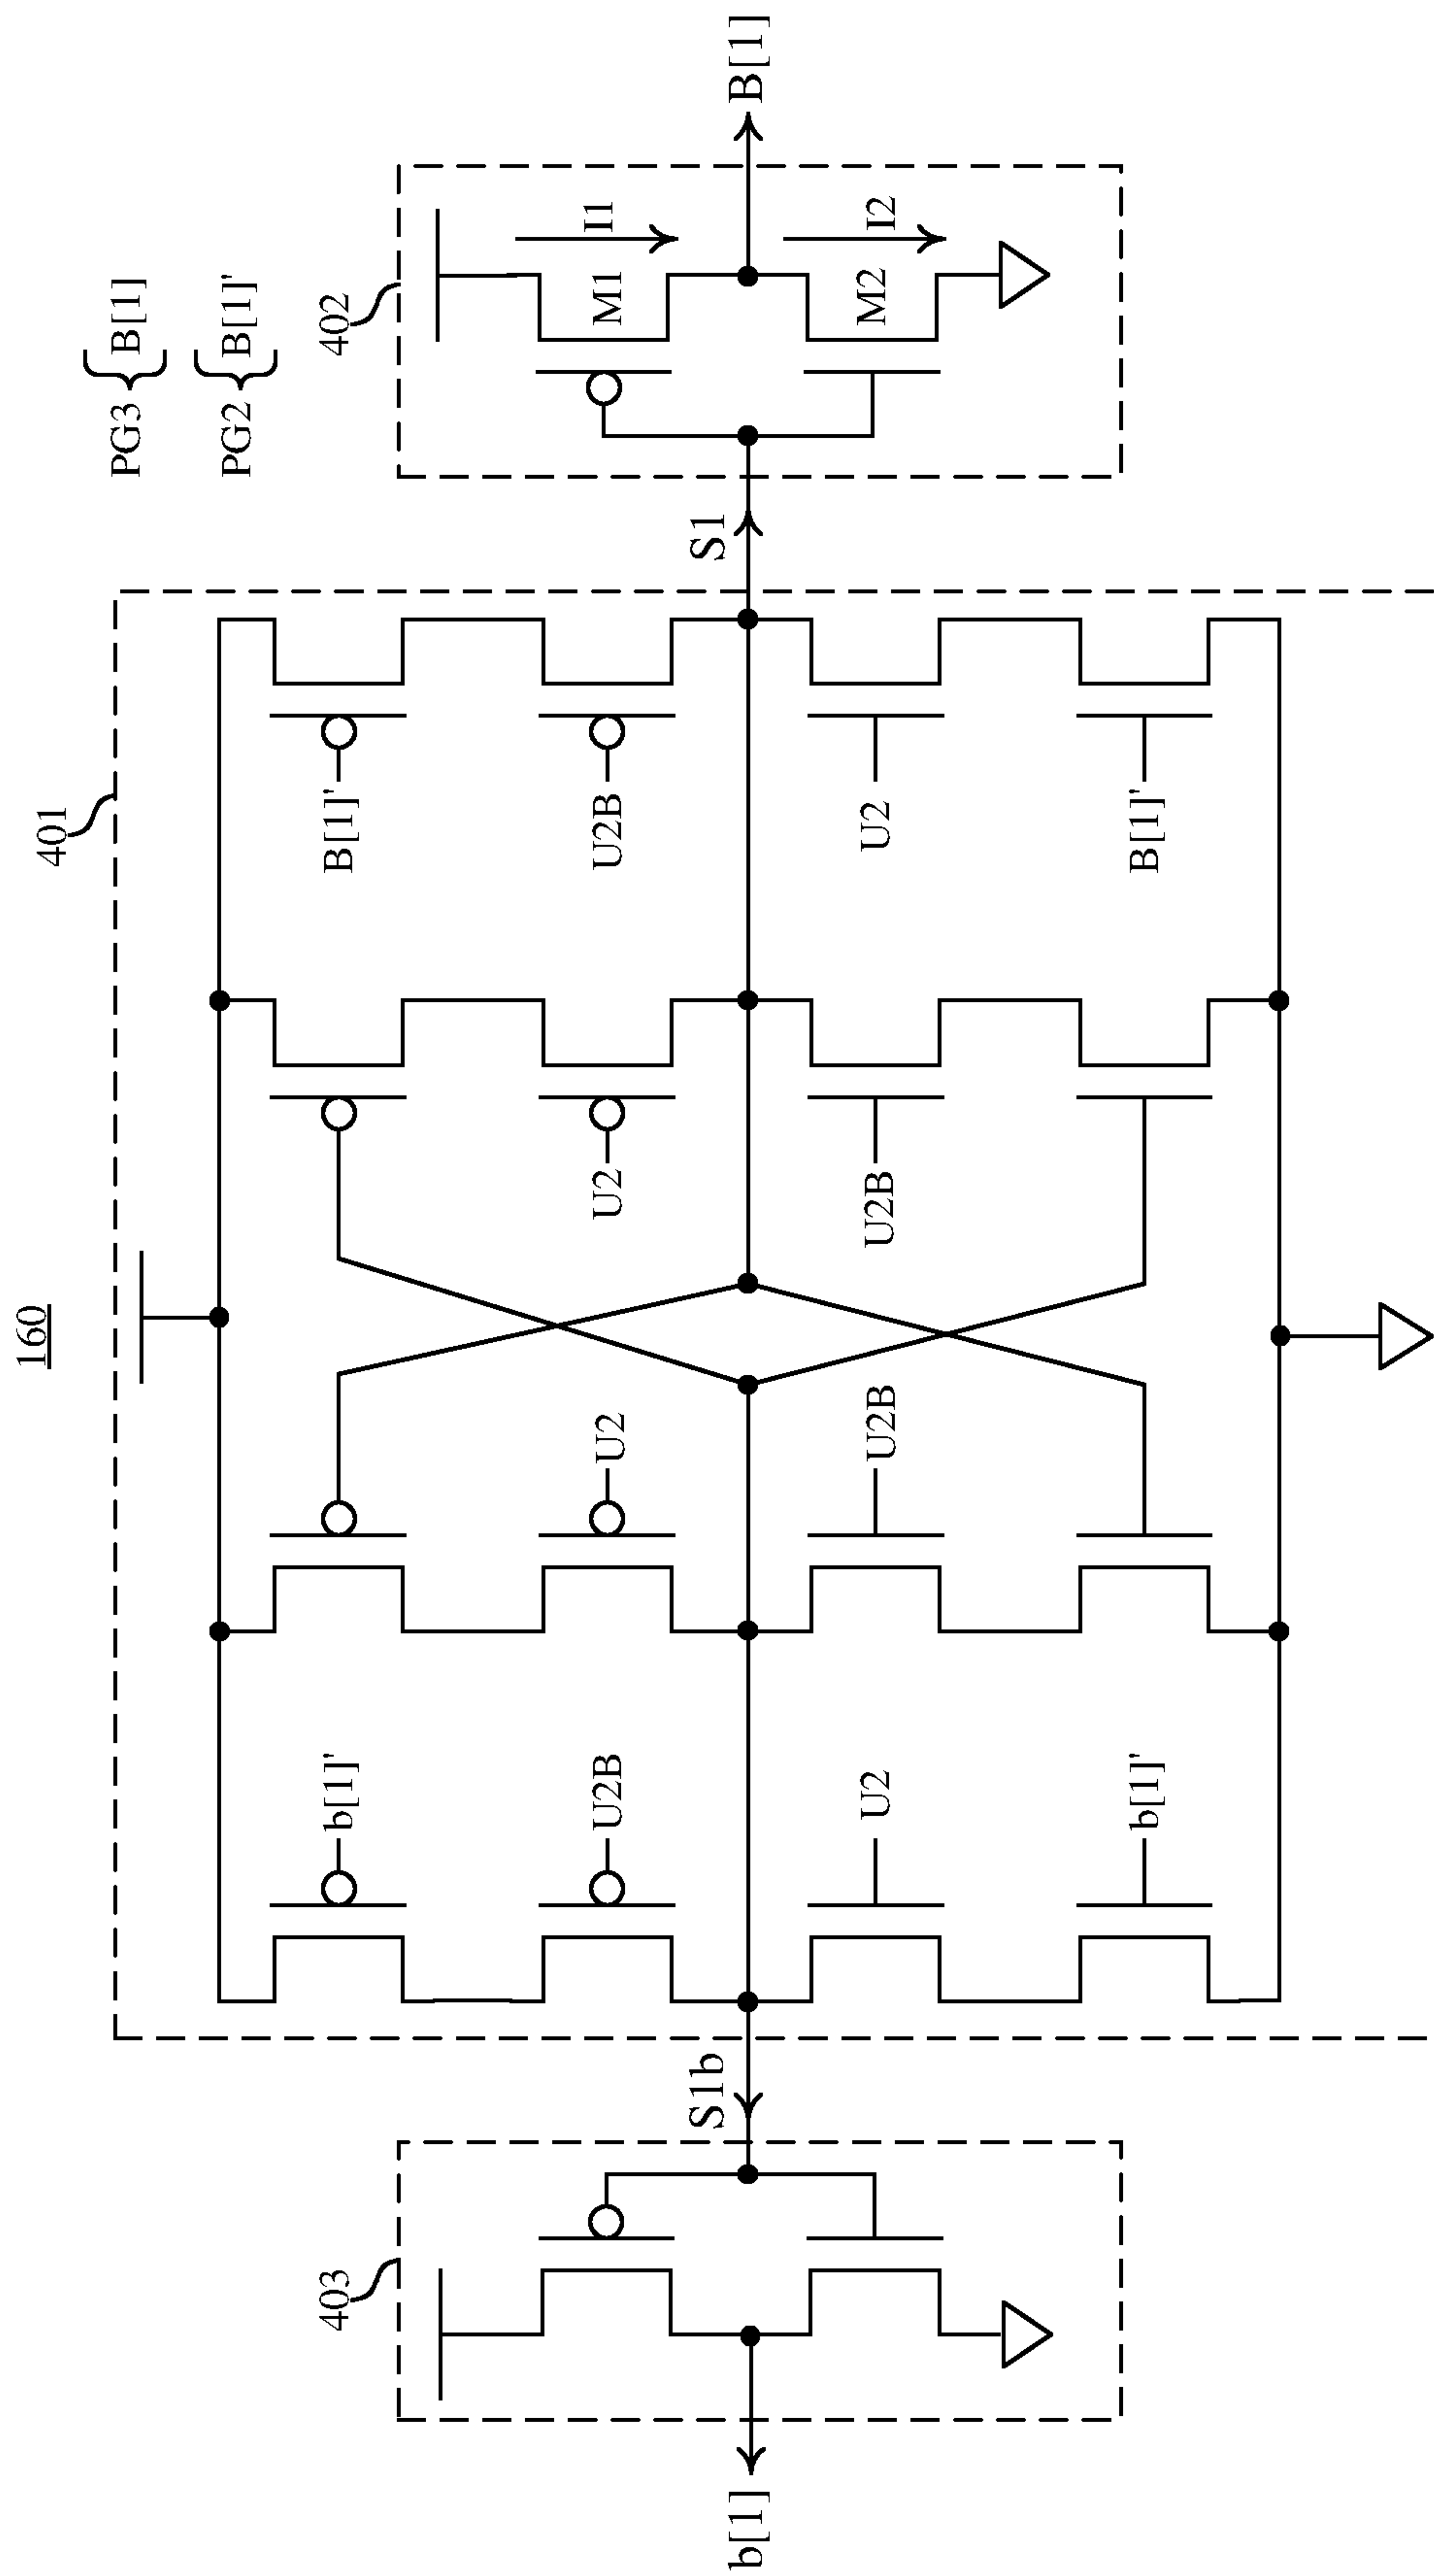 160
401
PG3 { B[1]
PG2 { B[1]'
403
b[1]'
B[1]'
402
U2B
U2
U2
U2B
M1
I1
S1b
S1
b[1]
B[1]
U2
U2B
U2B
U2
M2
I2
b[1]'
B[1]'